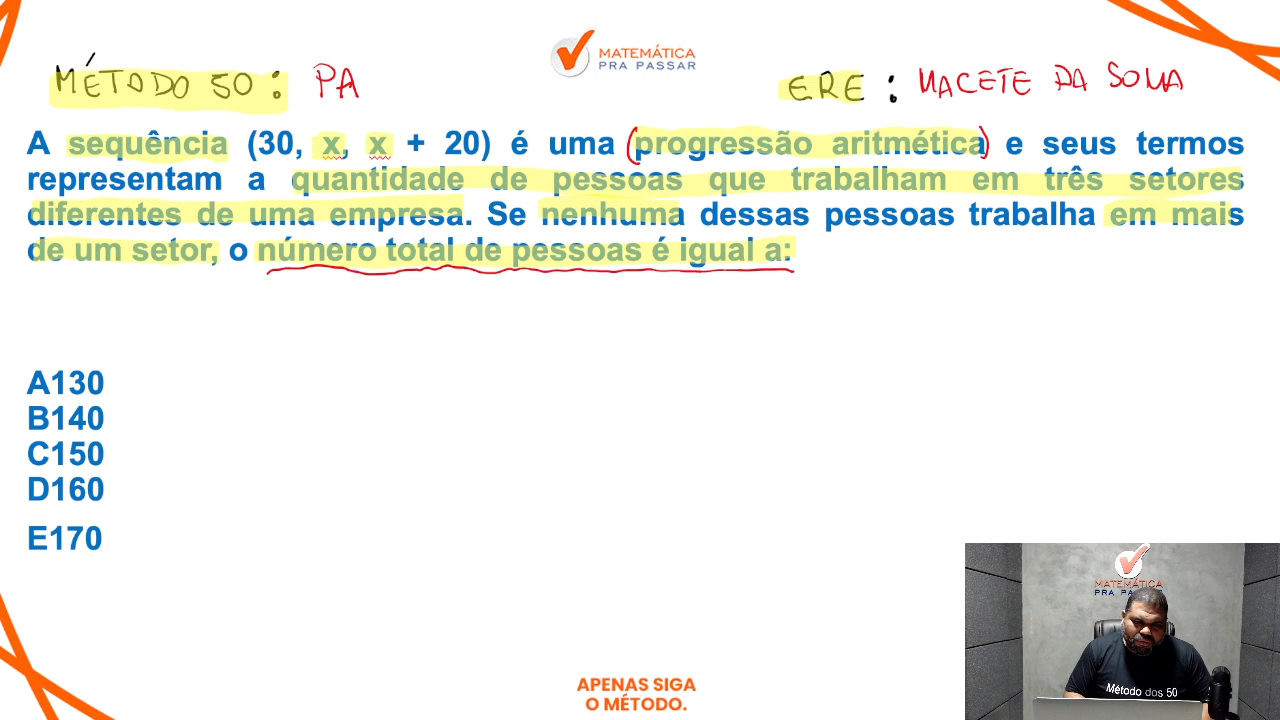 MATEMÁTICA
PRA PASSAR
MÉTODO 50 : PA
ERE : MACETE DA SOMA
A sequência (30, x, x + 20) é uma (progressão aritmética) e seus termos
representam a quantidade de pessoas que trabalham em três setores
diferentes de uma empresa. Se nenhuma dessas pessoas trabalha em mais
de um setor, o número total de pessoas é igual a:
A130
B140
C150
D160
E170
MATEMÁTICA
PRA PA
Método dos 50
APENAS SIGA
O MÉTODO.